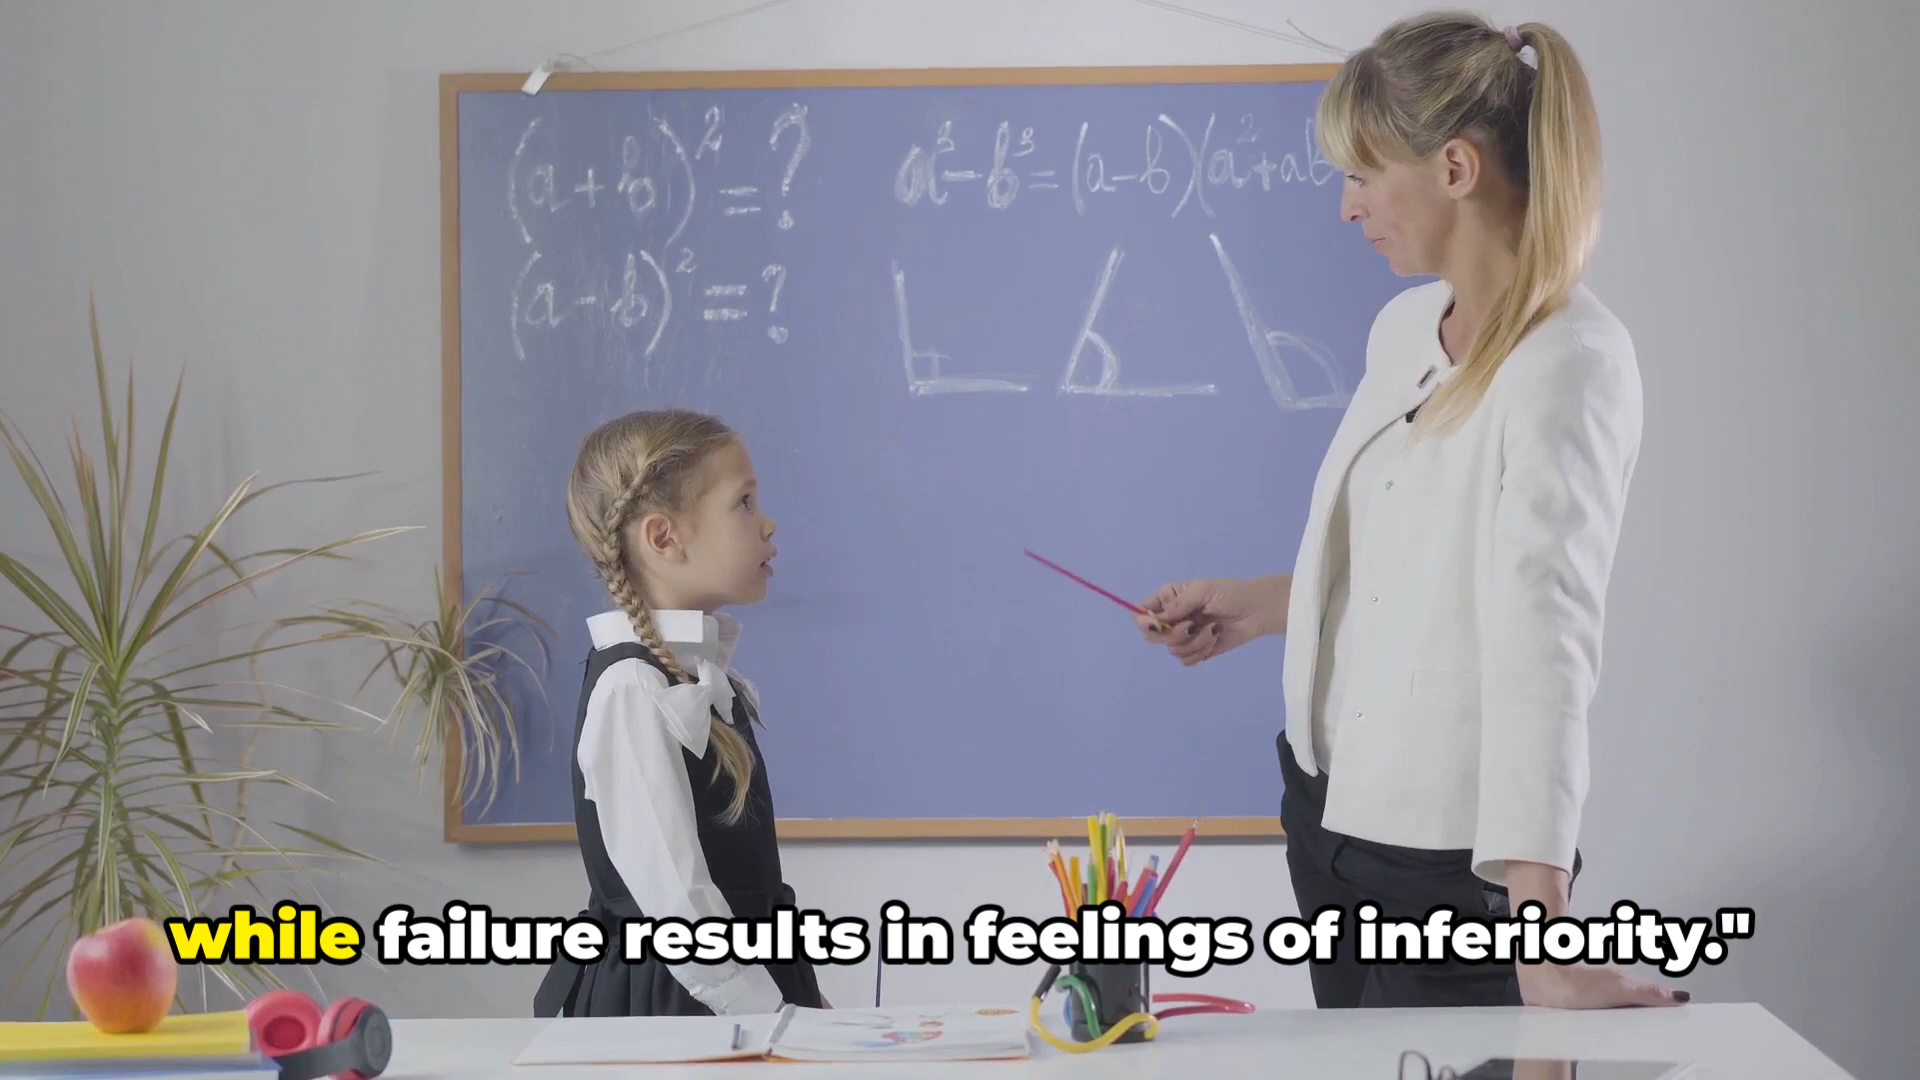 (a+b)² = ?
a³-b³=(a-b)(a²+ab
(a-b)² = ?
while failure results in feelings of inferiority."